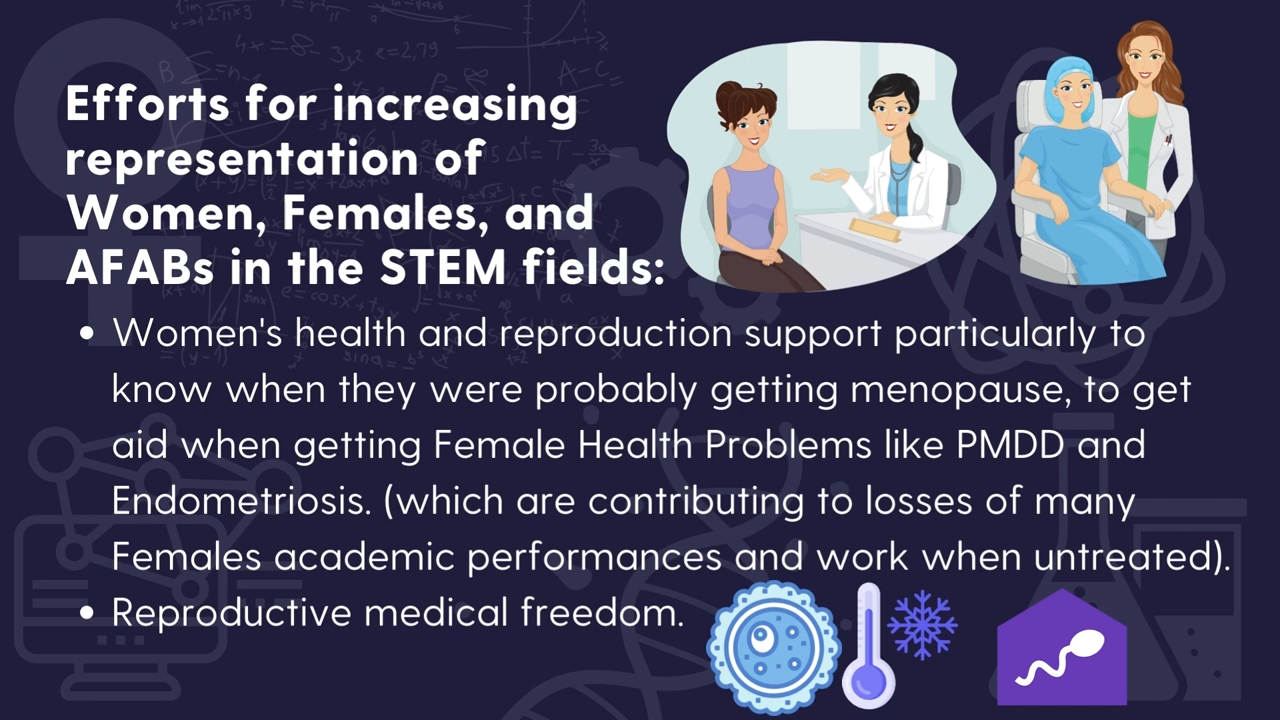 Efforts for increasing
representation of
Women, Females, and
AFABs in the STEM fields:
• Women's health and reproduction support particularly to
know when they were probably getting menopause, to get
aid when getting Female Health Problems like PMDD and
Endometriosis. (which are contributing to losses of many
Females academic performances and work when untreated).
• Reproductive medical freedom.